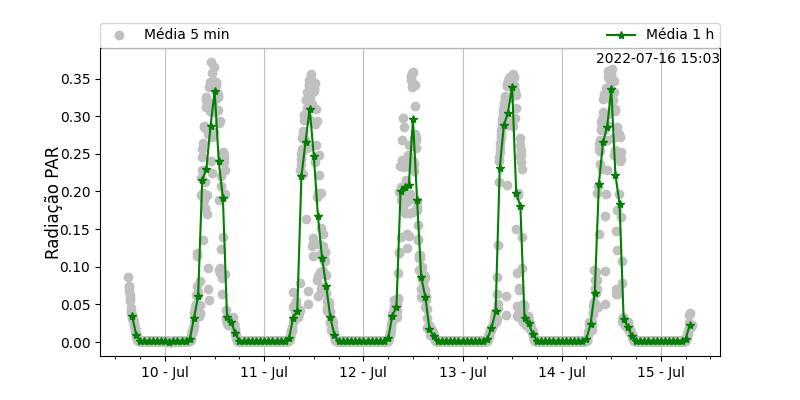 Média 5 min
Média 1 h
2022-07-16 15:03
Radiação PAR
0.35
0.30
0.25
0.20
0.15
0.10
0.05
0.00
10 - Jul
11 - Jul
12 - Jul
13 - Jul
14 - Jul
15 - Jul